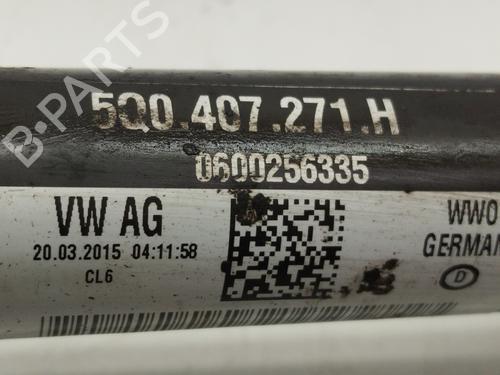 B-PARTS
5Q0.407.271.H
0600256335
VW AG
20.03.2015 04:11:58
CL6
WWO
GERMAN
D